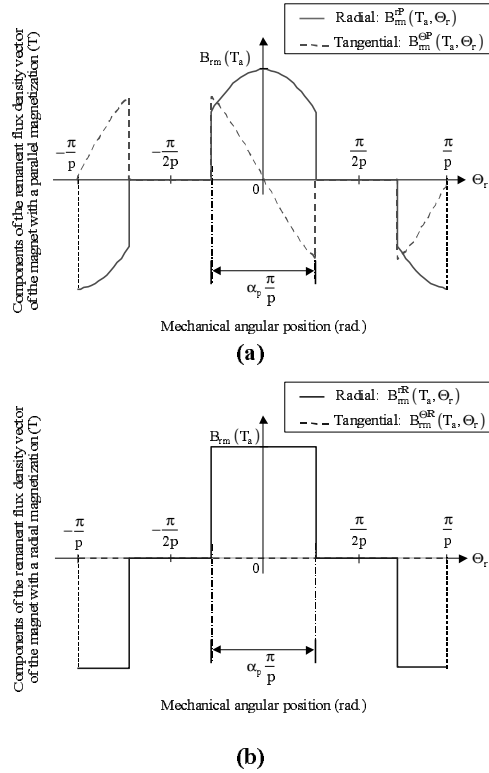 Radial: B_rm^rP (T_a, Θ_r)
Tangential: B_rm^ΘP (T_a, Θ_r)
Components of the remanent flux density vector
of the magnet with a parallel magnetization (T)
B_rm (T_a)
−π/p
−π/2p
π/2p
π/p
Θ_r
0
α_p π/p
Mechanical angular position (rad.)
(a)
Radial: B_rm^rR (T_a, Θ_r)
Tangential: B_rm^ΘR (T_a, Θ_r)
Components of the remanent flux density vector
of the magnet with a radial magnetization (T)
B_rm (T_a)
−π/p
−π/2p
π/2p
π/p
Θ_r
0
α_p π/p
Mechanical angular position (rad.)
(b)